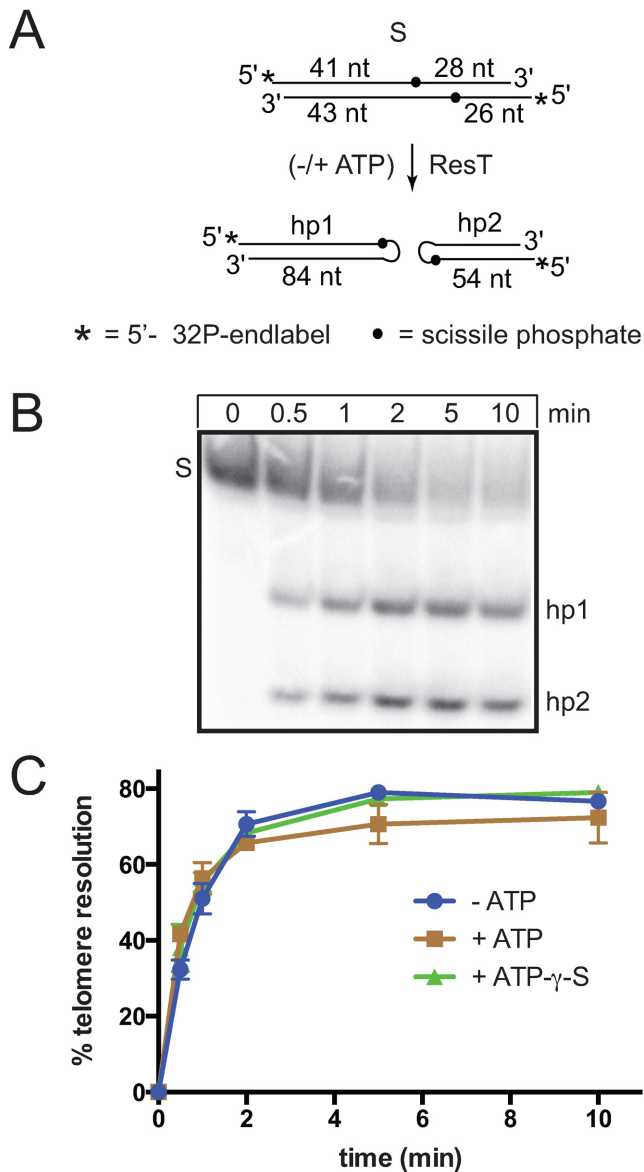 A
S
5'* 41 nt 28 nt 3'
3' 43 nt 26 nt *5'
(-/+ ATP) ResT
hp1 hp2
5'* 3'
3' 84 nt 54 nt *5'
* = 5'- 32P-endlabel • = scissile phosphate
B
0 0.5 1 2 5 10 min
S
hp1
hp2
C
% telomere resolution
80
60
40
20
0
- ATP
+ ATP
+ ATP-γ-S
0 2 4 6 8 10
time (min)